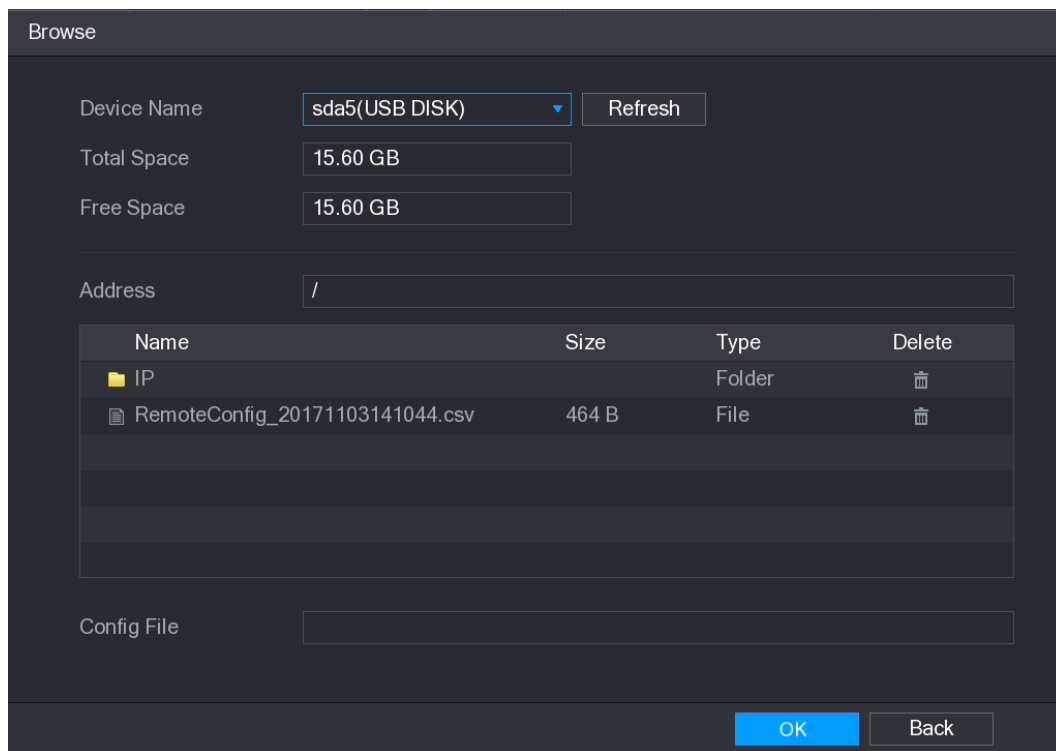 Browse
Device Name sda5(USB DISK) Refresh
Total Space 15.60 GB
Free Space 15.60 GB
Address /
Name Size Type Delete
IP Folder
RemoteConfig_20171103141044.csv 464 B File
Config File
OK Back